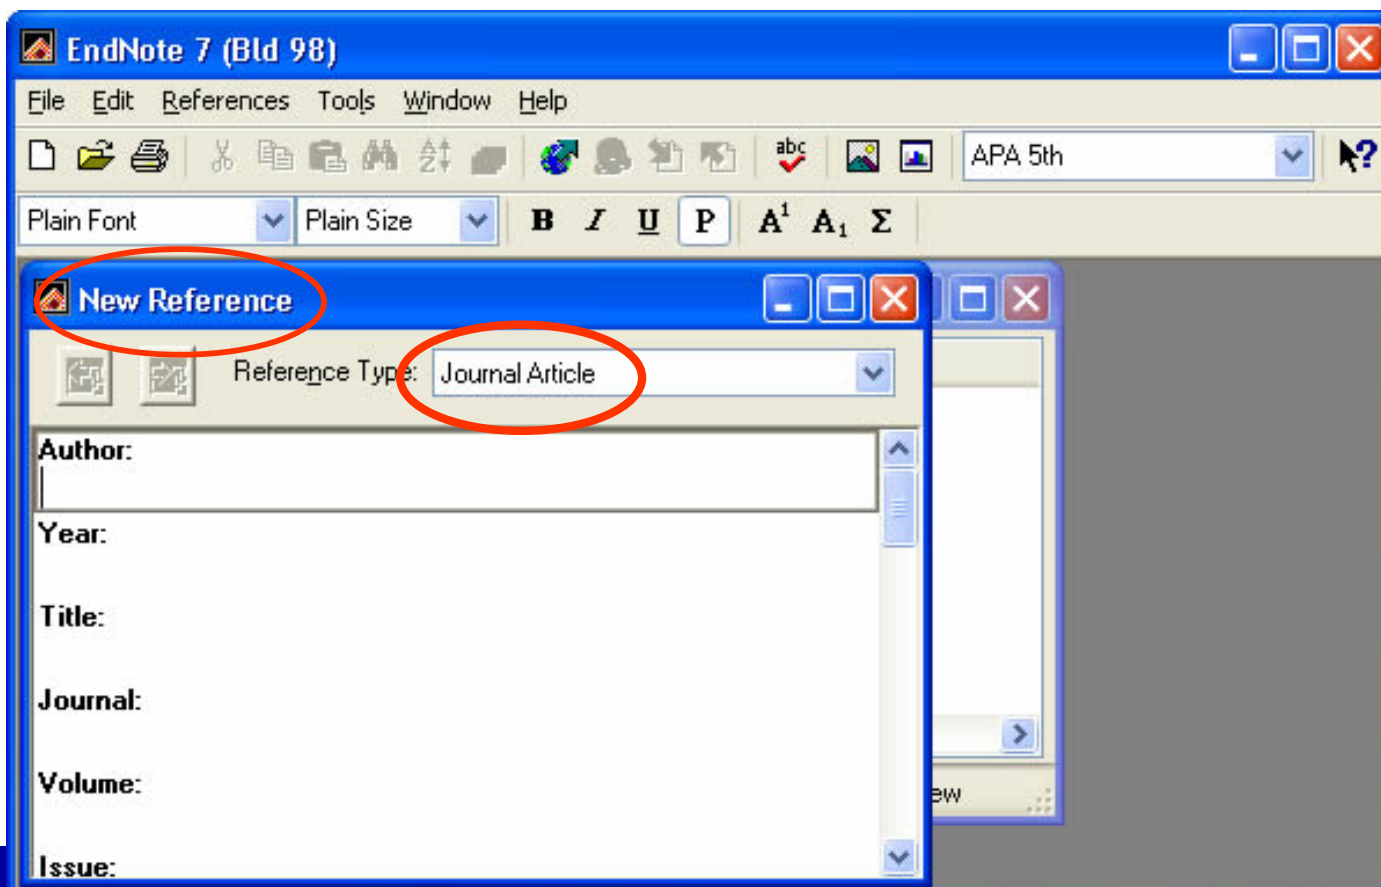 EndNote 7 (Bld 98)
File Edit References Tools Window Help
abc APA 5th ?
Plain Font Plain Size B I U P A1 A1 Σ
New Reference
Reference Type: Journal Article
Author:
Year:
Title:
Journal:
Volume:
ew
Issue: